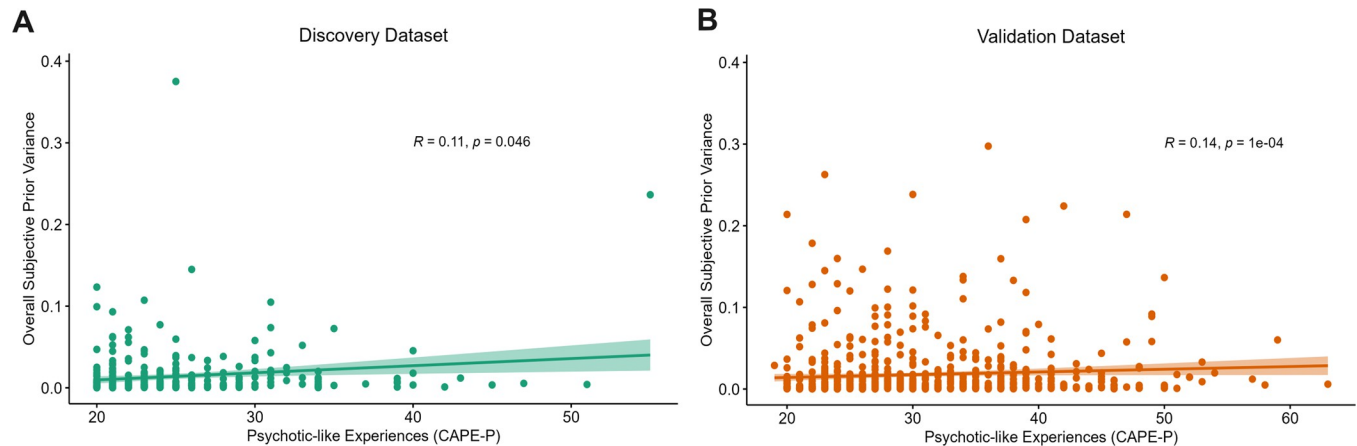 A
Discovery Dataset
Overall Subjective Prior Variance
0.4
0.3
0.2
0.1
0.0
R = 0.11, p = 0.046
20 30 40 50
Psychotic-like Experiences (CAPE-P)
B
Validation Dataset
Overall Subjective Prior Variance
0.4
0.3
0.2
0.1
0.0
R = 0.14, p = 1e-04
20 30 40 50 60
Psychotic-like Experiences (CAPE-P)